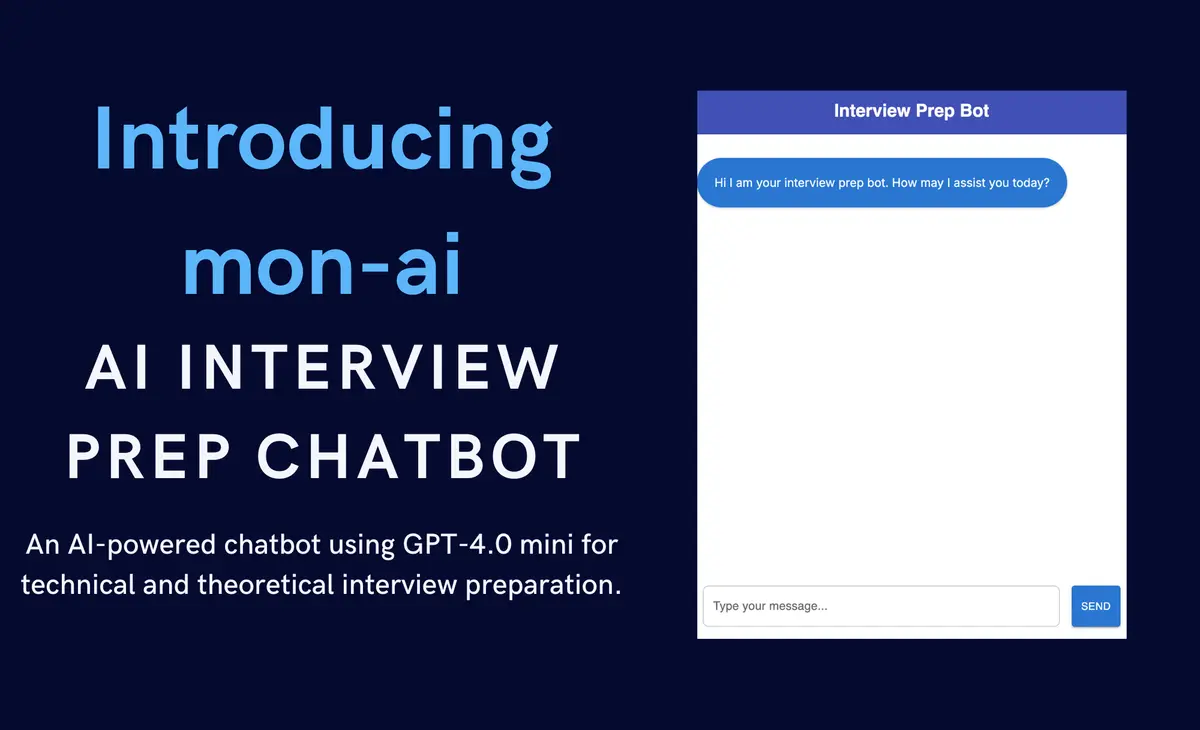 Introducing
mon-ai
AI INTERVIEW
PREP CHATBOT
An AI-powered chatbot using GPT-4.0 mini for
technical and theoretical interview preparation.
Interview Prep Bot
Hi I am your interview prep bot. How may I assist you today?
Type your message...
SEND